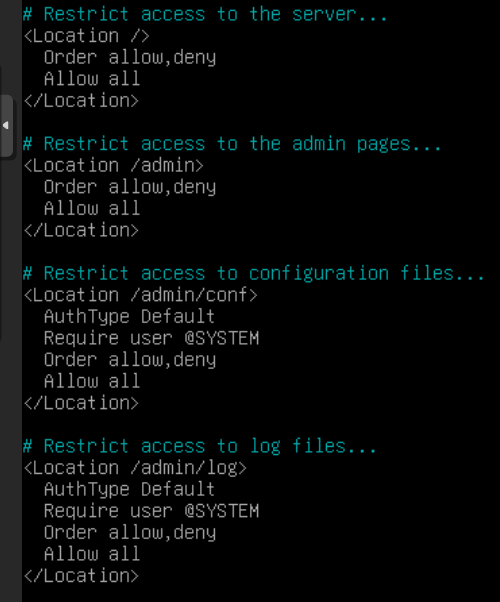 # Restrict access to the server...
<Location />
  Order allow,deny
  Allow all
</Location>

# Restrict access to the admin pages...
<Location /admin>
  Order allow,deny
  Allow all
</Location>

# Restrict access to configuration files...
<Location /admin/conf>
  AuthType Default
  Require user @SYSTEM
  Order allow,deny
  Allow all
</Location>

# Restrict access to log files...
<Location /admin/log>
  AuthType Default
  Require user @SYSTEM
  Order allow,deny
  Allow all
</Location>